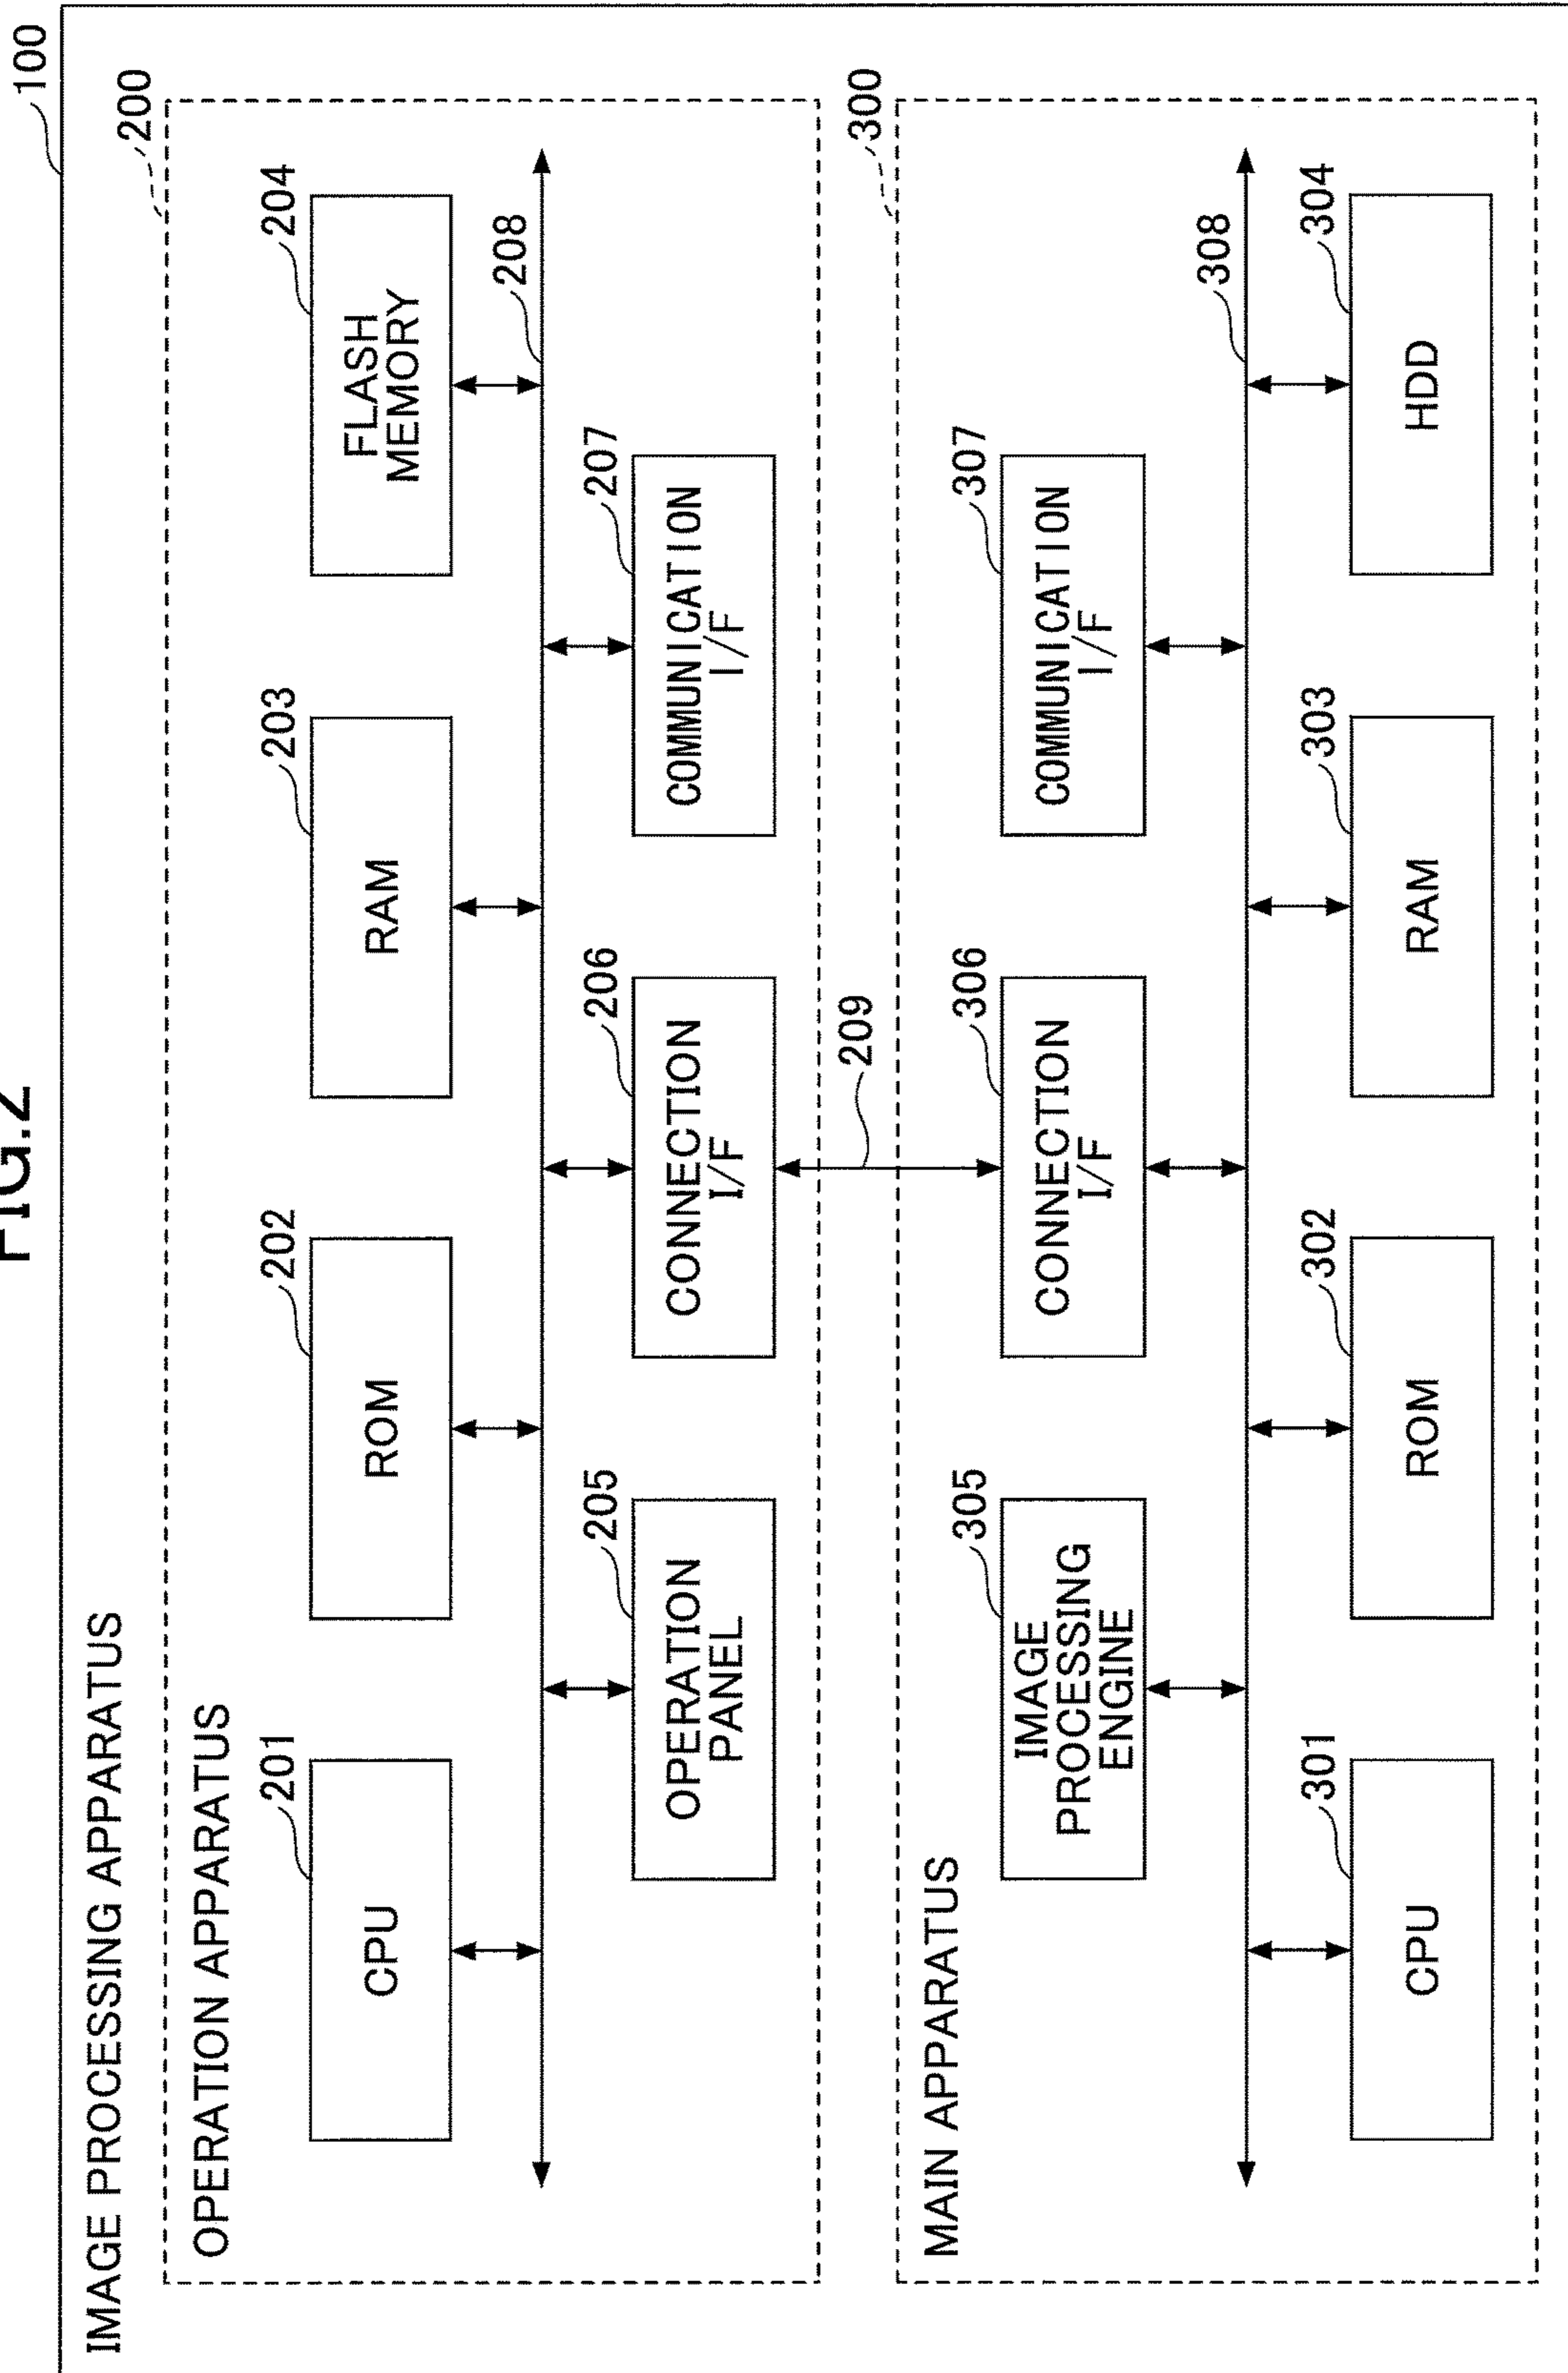 FIG.2
IMAGE PROCESSING APPARATUS
100
OPERATION APPARATUS
200
201
202
203
204
CPU
ROM
RAM
FLASH
MEMORY
208
205
206
207
OPERATION
PANEL
CONNECTION
I/F
COMMUNICATION
I/F
209
MAIN APPARATUS
300
305
306
307
IMAGE
PROCESSING
ENGINE
CONNECTION
I/F
COMMUNICATION
I/F
308
301
302
303
304
CPU
ROM
RAM
HDD